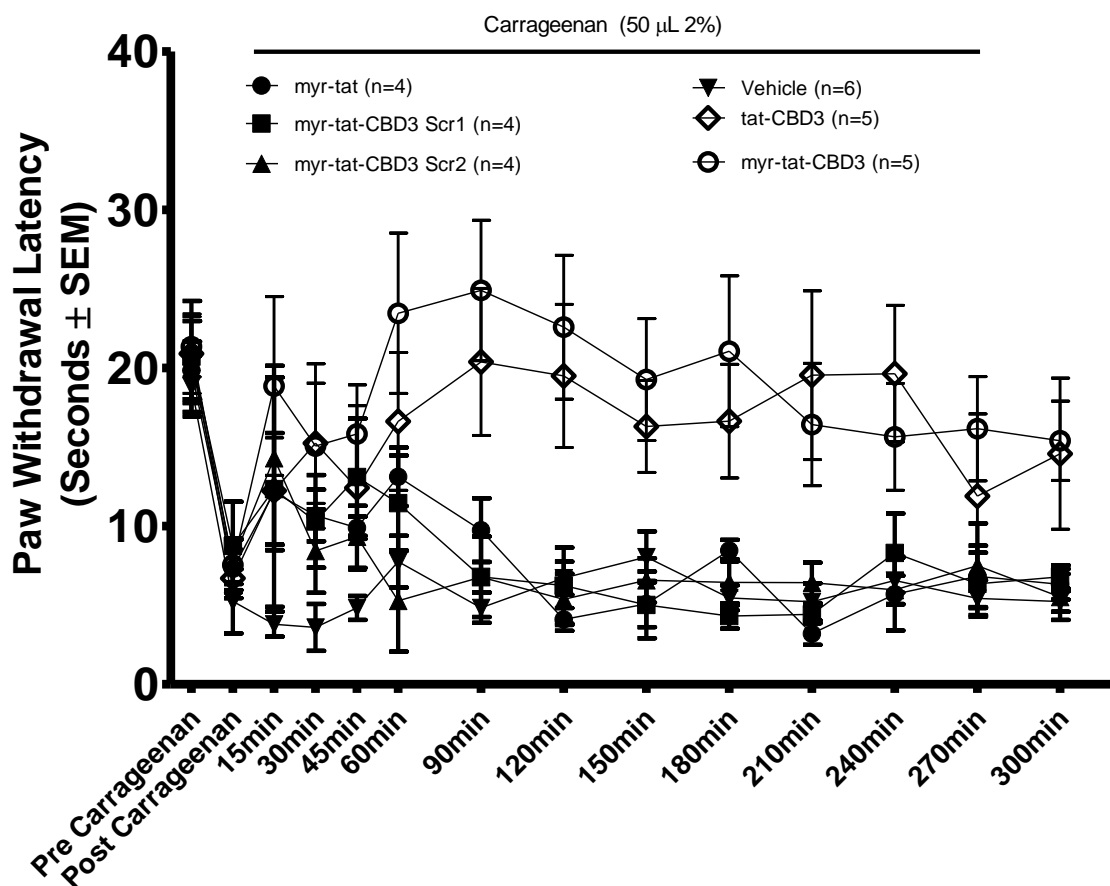 Carrageenan (50 μL 2%)
40
30
20
10
0
Paw Withdrawal Latency
(Seconds ± SEM)
myr-tat (n=4)
myr-tat-CBD3 Scr1 (n=4)
myr-tat-CBD3 Scr2 (n=4)
Vehicle (n=6)
tat-CBD3 (n=5)
myr-tat-CBD3 (n=5)
Pre Carrageenan
Post Carrageenan
15min
30min
45min
60min
90min
120min
150min
180min
210min
240min
270min
300min